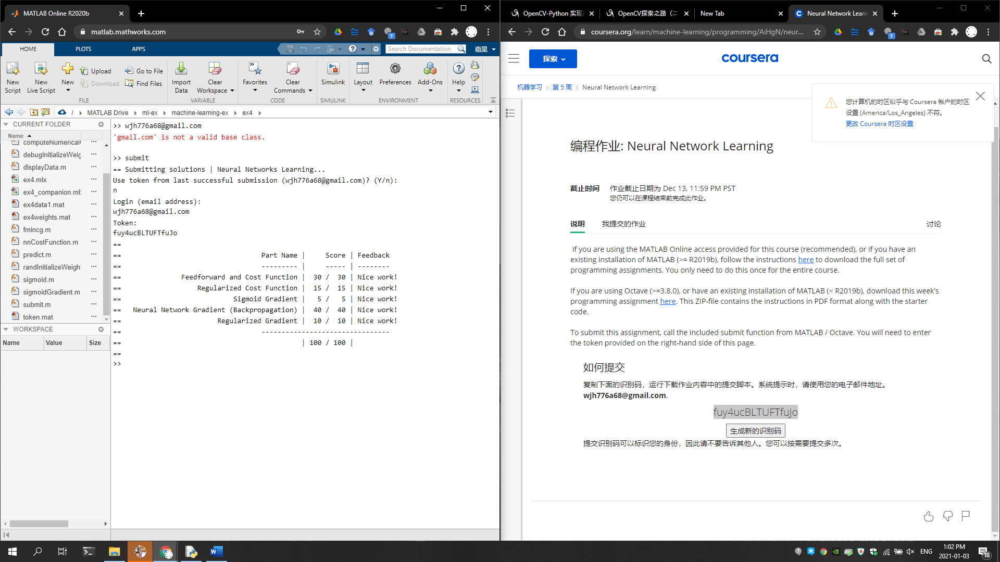 MATLAB Online R2020b
matlab.mathworks.com
HOME
PLOTS
APPS
Search Documentation
嘉昊
New Script
New Live Script
New
Upload
Download
Go to File
Find Files
Import Data
Clear Workspace
Favorites
Clear Commands
Simulink
Layout
Preferences
Add-Ons
Help
FILE
VARIABLE
CODE
SIMULINK
ENVIRONMENT
RESOURCES
/ MATLAB Drive ml-ex machine-learning-ex ex4
CURRENT FOLDER
Name
computeNumerical
debugInitializeWeig
displayData.m
ex4.mlx
ex4_companion.ml
ex4data1.mat
ex4weights.mat
fmincg.m
nnCostFunction.m
predict.m
randInitializeWeigh
sigmoid.m
sigmoidGradient.m
submit.m
token.mat
WORKSPACE
Name Value Size
>> wjh776a68@gmail.com
'gmail.com' is not a valid base class.
>> submit
== Submitting solutions | Neural Networks Learning...
Use token from last successful submission (wjh776a68@gmail.com)? (Y/n):
n
Login (email address):
wjh776a68@gmail.com
Token:
fuy4ucBLTUFTfuJo
==
== Part Name | Score | Feedback
== --------- | ----- | --------
== Feedforward and Cost Function | 30 / 30 | Nice work!
== Regularized Cost Function | 15 / 15 | Nice work!
== Sigmoid Gradient | 5 / 5 | Nice work!
== Neural Network Gradient (Backpropagation) | 40 / 40 | Nice work!
== Regularized Gradient | 10 / 10 | Nice work!
== --------------------------------
== | 100 / 100 |
==
>>
OpenCV-Python 实现
OpenCV探索之路（二
New Tab
Neural Network Learn
coursera.org/learn/machine-learning/programming/AiHgN/neur...
探索
coursera
机器学习 > 第 5 周 > Neural Network Learning
您计算机的时区似乎与 Coursera 帐户的时区
设置 (America/Los_Angeles) 不符。
更改 Coursera 时区设置
编程作业: Neural Network Learning
截止时间 作业截止日期为 Dec 13, 11:59 PM PST
您仍可以在课程结束前完成此作业。
说明 我提交的作业 讨论
If you are using the MATLAB Online access provided for this course (recommended), or if you have an
existing installation of MATLAB (>= R2019b), follow the instructions here to download the full set of
programming assignments. You only need to do this once for the entire course.
If you are using Octave (>=3.8.0), or have an existing installation of MATLAB (< R2019b), download this week's
programming assignment here. This ZIP-file contains the instructions in PDF format along with the starter
code.
To submit this assignment, call the included submit function from MATLAB / Octave. You will need to enter
the token provided on the right-hand side of this page.
如何提交
复制下面的识别码，运行下载作业内容中的提交脚本。系统提示时，请使用您的电子邮件地址。
wjh776a68@gmail.com.
fuy4ucBLTUFTfuJo
生成新的识别码
提交识别码可以标识您的身份，因此请不要告诉其他人。您可以按需要提交多次。
ENG
1:02 PM
2021-01-03
18